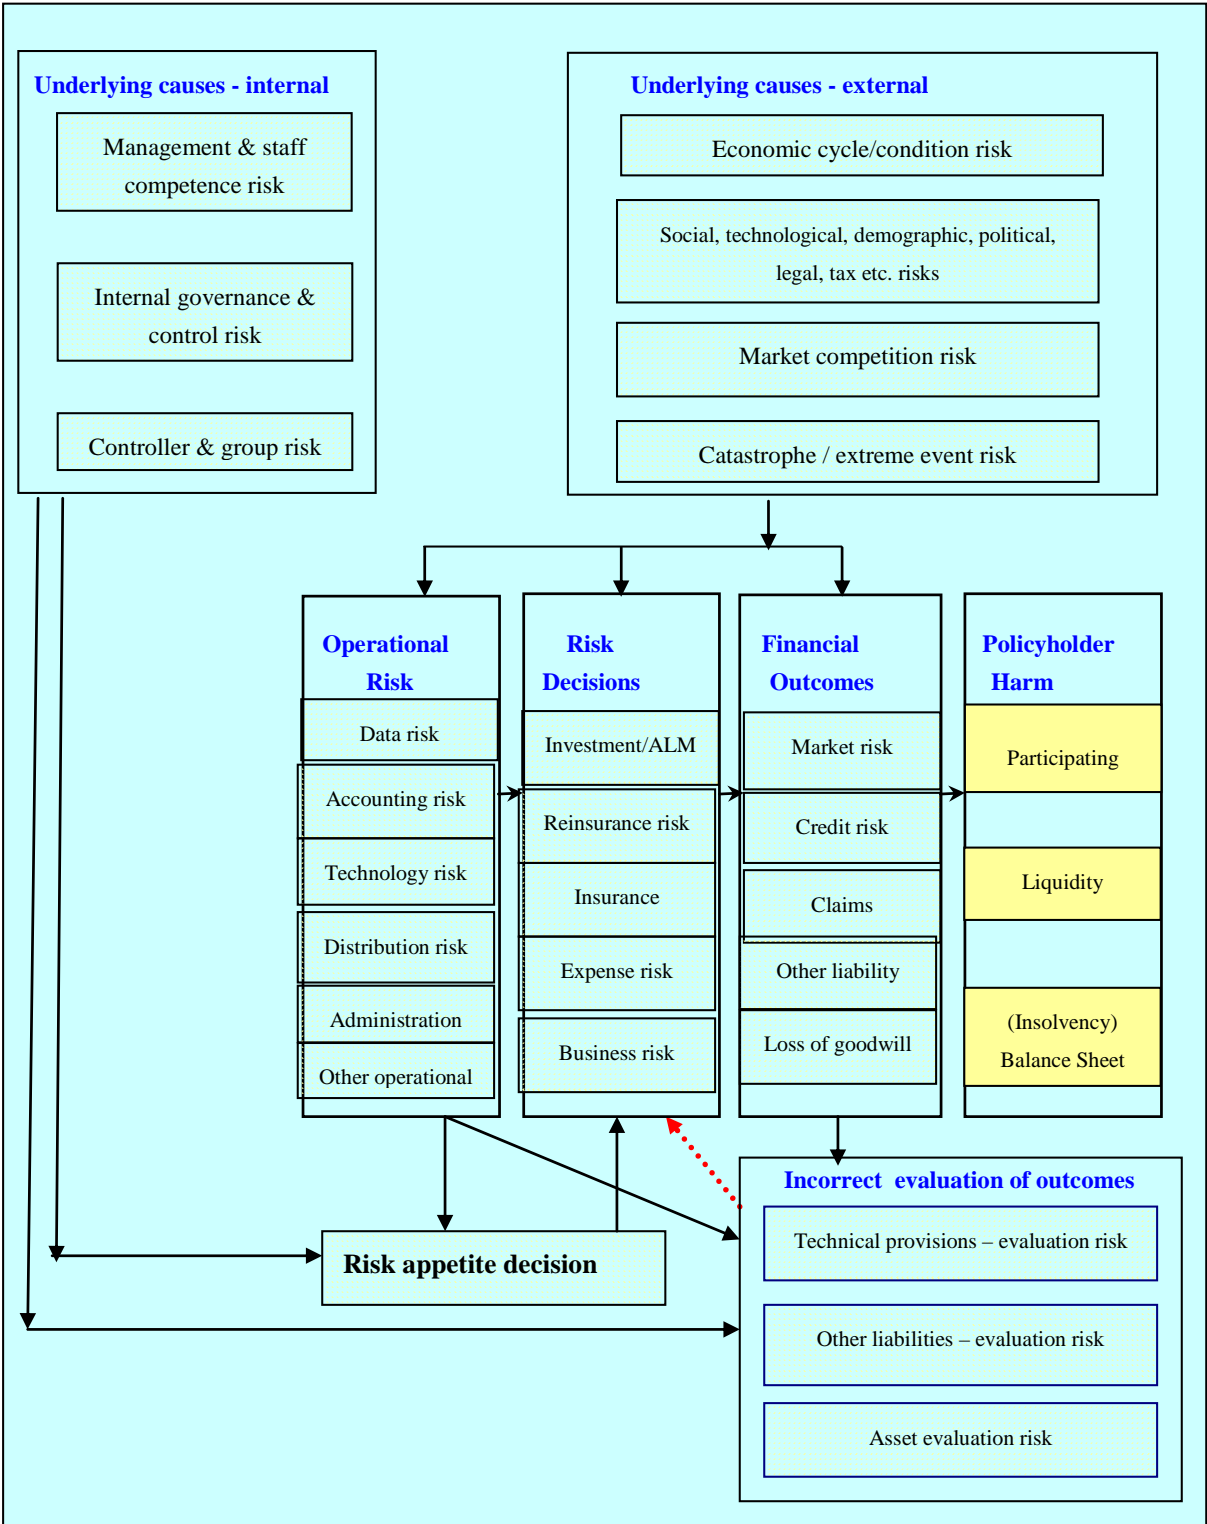 Underlying causes - internal
Management & staff
competence risk
Internal governance &
control risk
Controller & group risk
Underlying causes - external
Economic cycle/condition risk
Social, technological, demographic, political,
legal, tax etc. risks
Market competition risk
Catastrophe / extreme event risk
Operational
Risk
Data risk
Accounting risk
Technology risk
Distribution risk
Administration
Other operational
Risk
Decisions
Investment/ALM
Reinsurance risk
Insurance
Expense risk
Business risk
Financial
Outcomes
Market risk
Credit risk
Claims
Other liability
Loss of goodwill
Policyholder
Harm
Participating
Liquidity
(Insolvency)
Balance Sheet
Risk appetite decision
Incorrect evaluation of outcomes
Technical provisions – evaluation risk
Other liabilities – evaluation risk
Asset evaluation risk